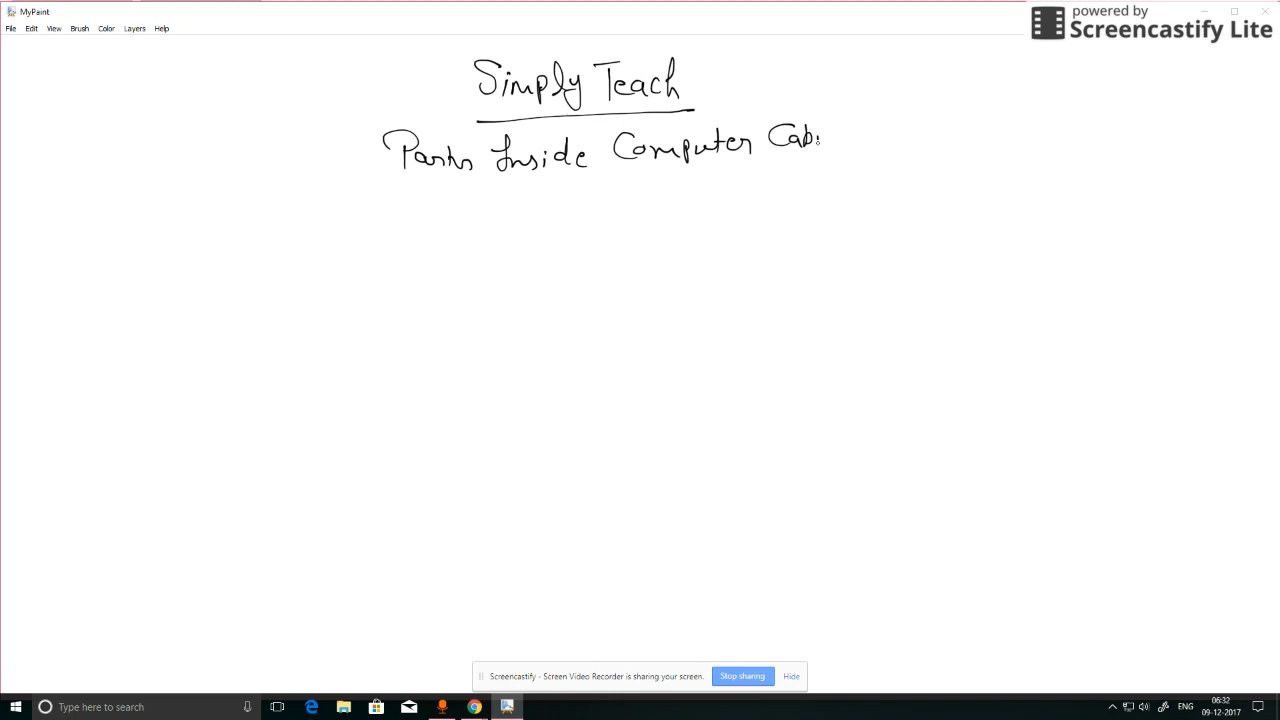 MyPaint
powered by
Screencastify Lite
File Edit View Brush Color Layers Help
Simply Teach
Parts Inside Computer Cabi
Screencastify - Screen Video Recorder is sharing your screen. Stop sharing Hide
Type here to search
ENG
06:32
09-12-2017